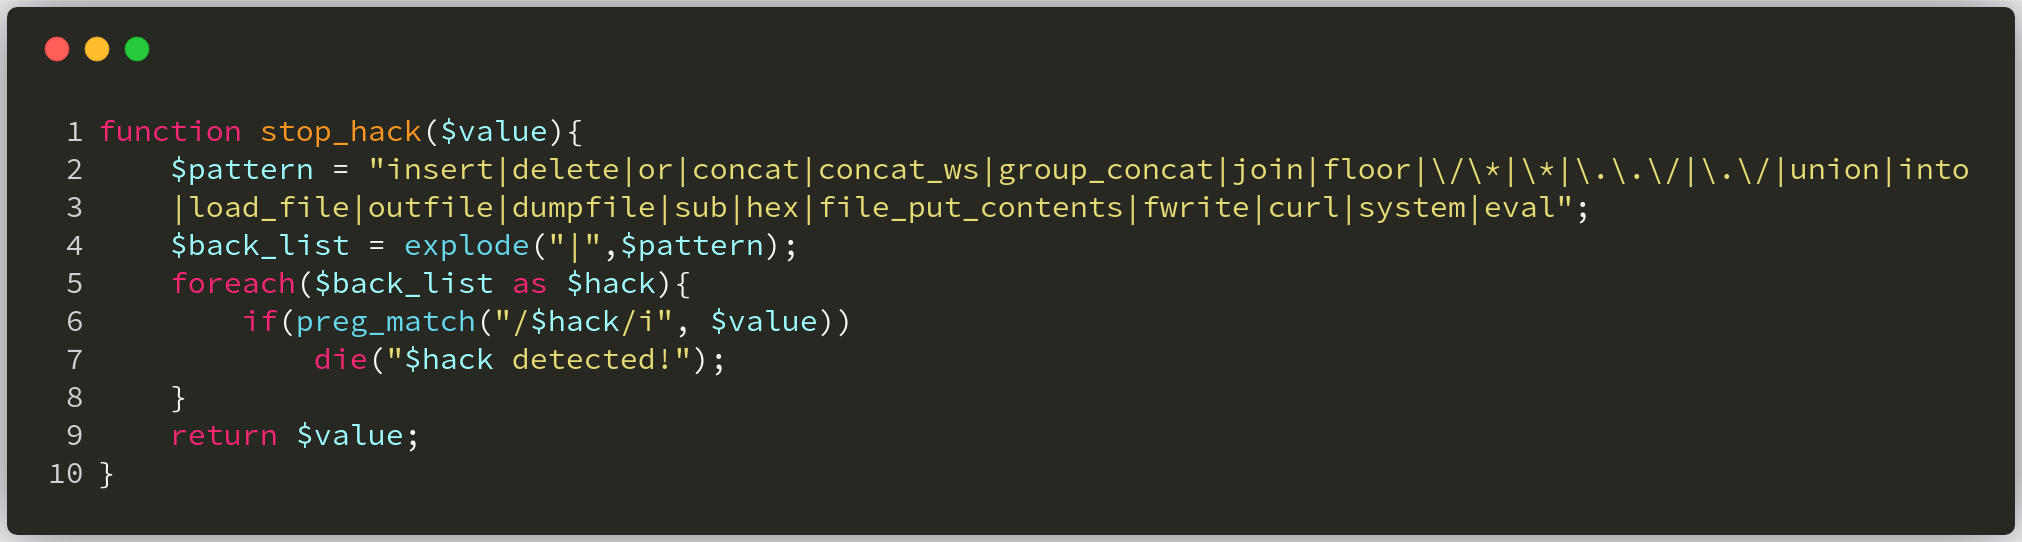 1 function stop_hack($value){
2     $pattern = "insert|delete|or|concat|concat_ws|group_concat|join|floor|\/\*|\*|\.\.\/|\.\/|union|into
3     |load_file|outfile|dumpfile|sub|hex|file_put_contents|fwrite|curl|system|eval";
4     $back_list = explode("|",$pattern);
5     foreach($back_list as $hack){
6         if(preg_match("/$hack/i", $value))
7             die("$hack detected!");
8     }
9     return $value;
10 }